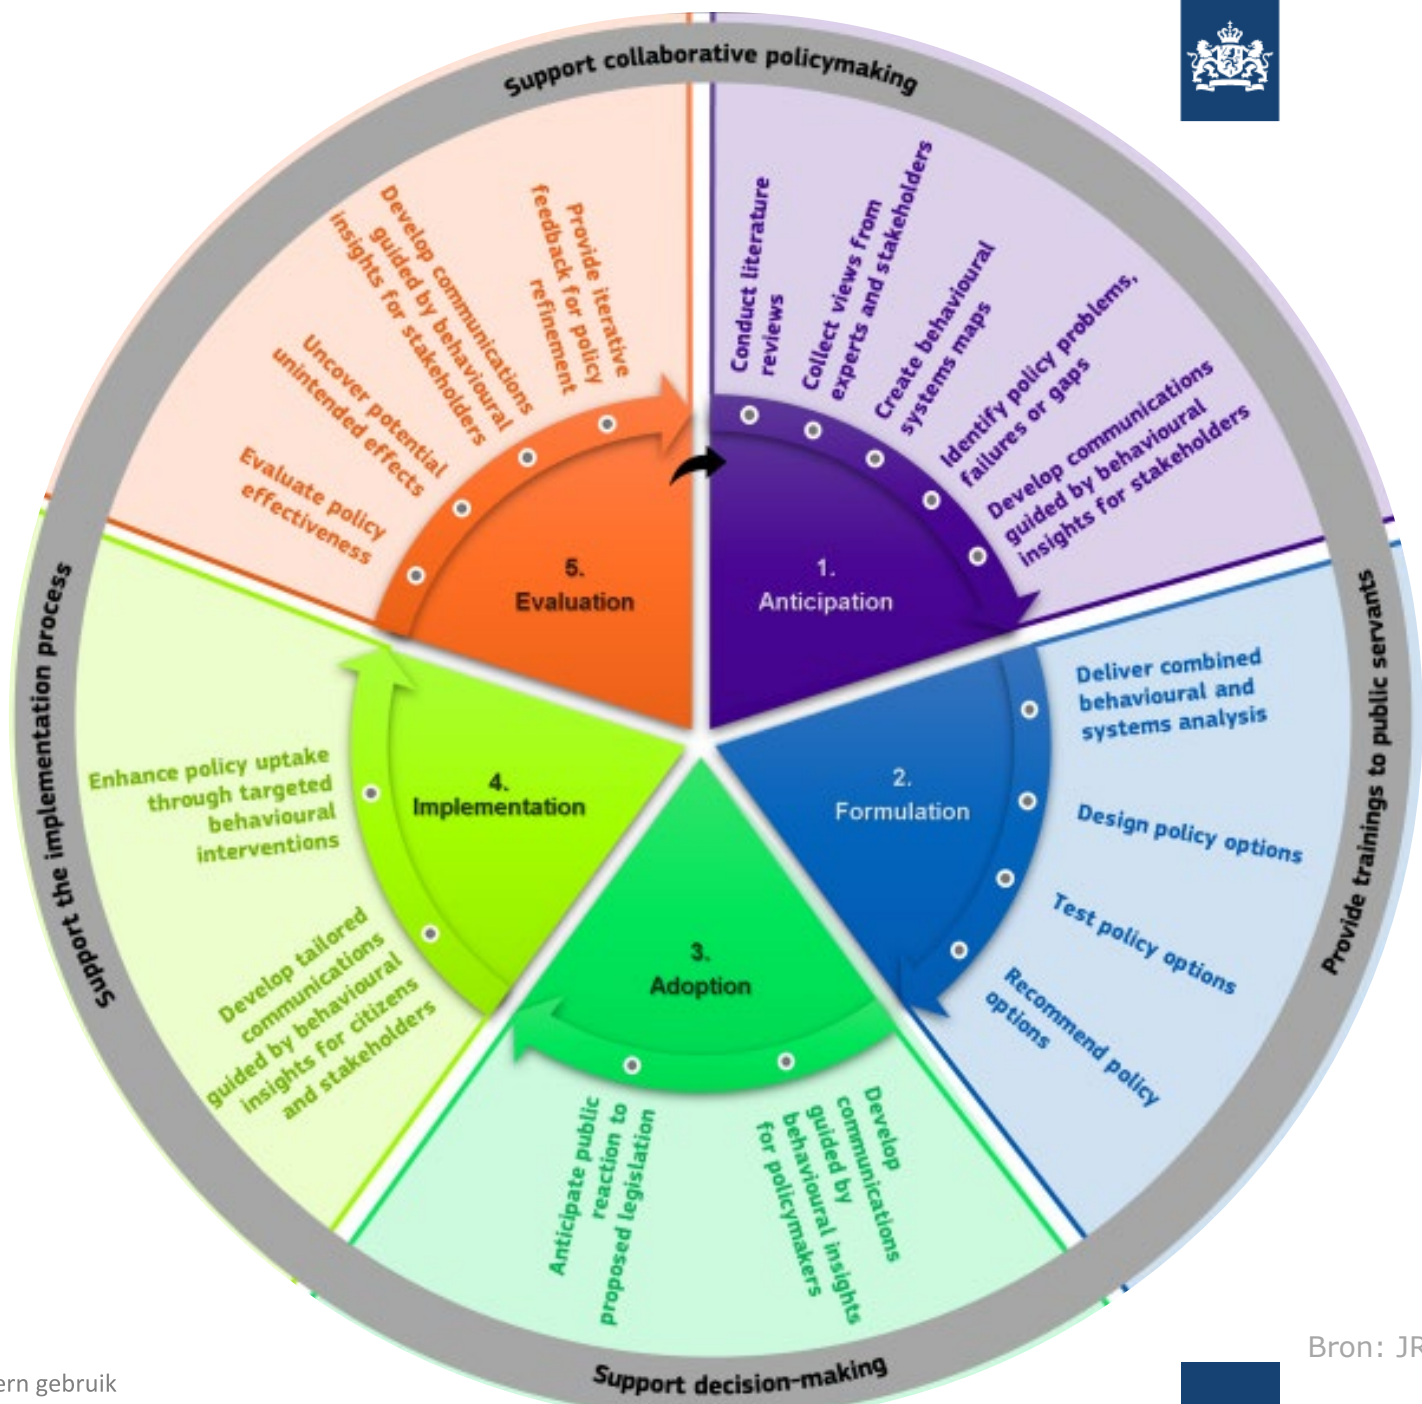 Support collaborative policymaking
Provide trainings to public servants
Support decision-making
Support the implementation process
1.
Anticipation
Conduct literature
reviews
Collect views from
experts and stakeholders
Create behavioural
systems maps
Identify policy problems,
failures or gaps
Develop communications
guided by behavioural
insights for stakeholders
2.
Formulation
Deliver combined
behavioural and
systems analysis
Design policy options
Test policy options
Recommend policy
options
3.
Adoption
Develop
communications
guided by
behavioural insights
for policymakers
Anticipate public
reaction to
proposed legislation
4.
Implementation
Develop tailored
communications
guided by behavioural
insights for citizens
and stakeholders
Enhance policy uptake
through targeted
behavioural
interventions
5.
Evaluation
Evaluate policy
effectiveness
Uncover potential
unintended effects
Develop communications
guided by behavioural
insights for stakeholders
Provide iterative
feedback for policy
refinement
Bron: JR
ern gebruik